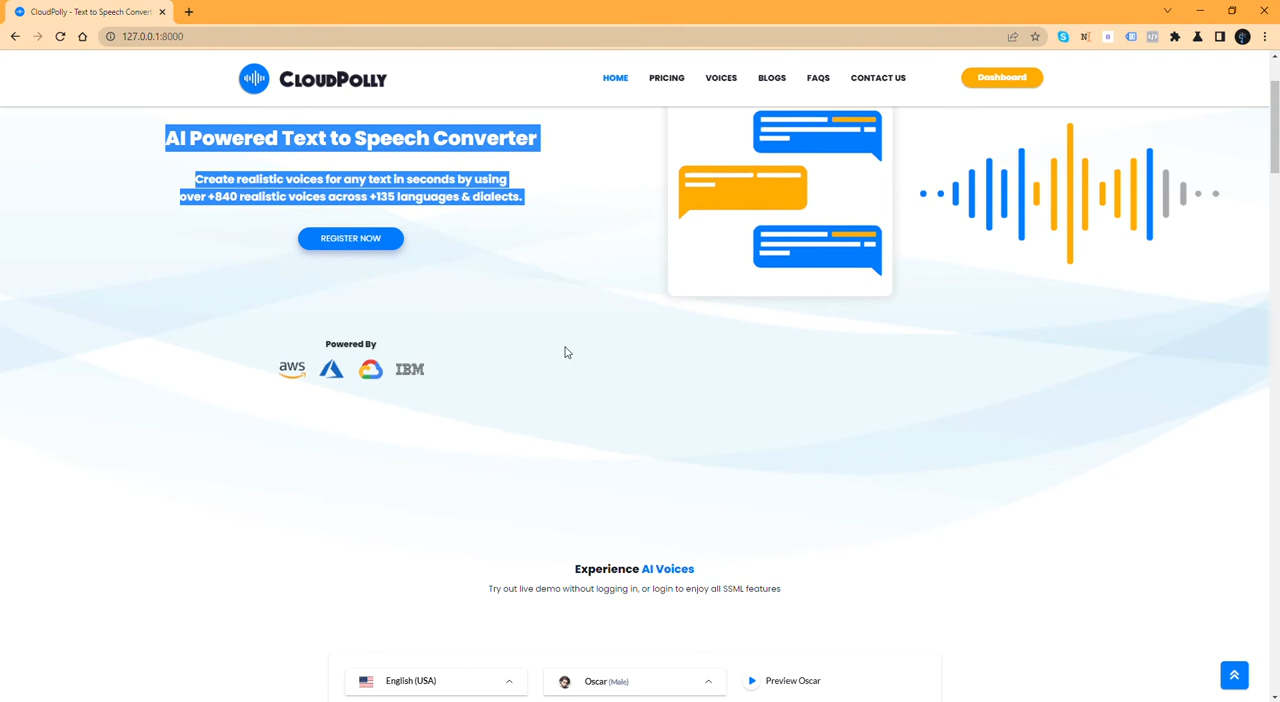 CloudPolly - Text to Speech Convert
127.0.0.1:8000
CLOUDPOLLY
HOME
PRICING
VOICES
BLOGS
FAQS
CONTACT US
Dashboard
AI Powered Text to Speech Converter
Create realistic voices for any text in seconds by using
over +840 realistic voices across +135 languages & dialects.
REGISTER NOW
Powered By
aws
IBM
Experience AI Voices
Try out live demo without logging in, or login to enjoy all SSML features
English (USA)
Oscar (Male)
Preview Oscar